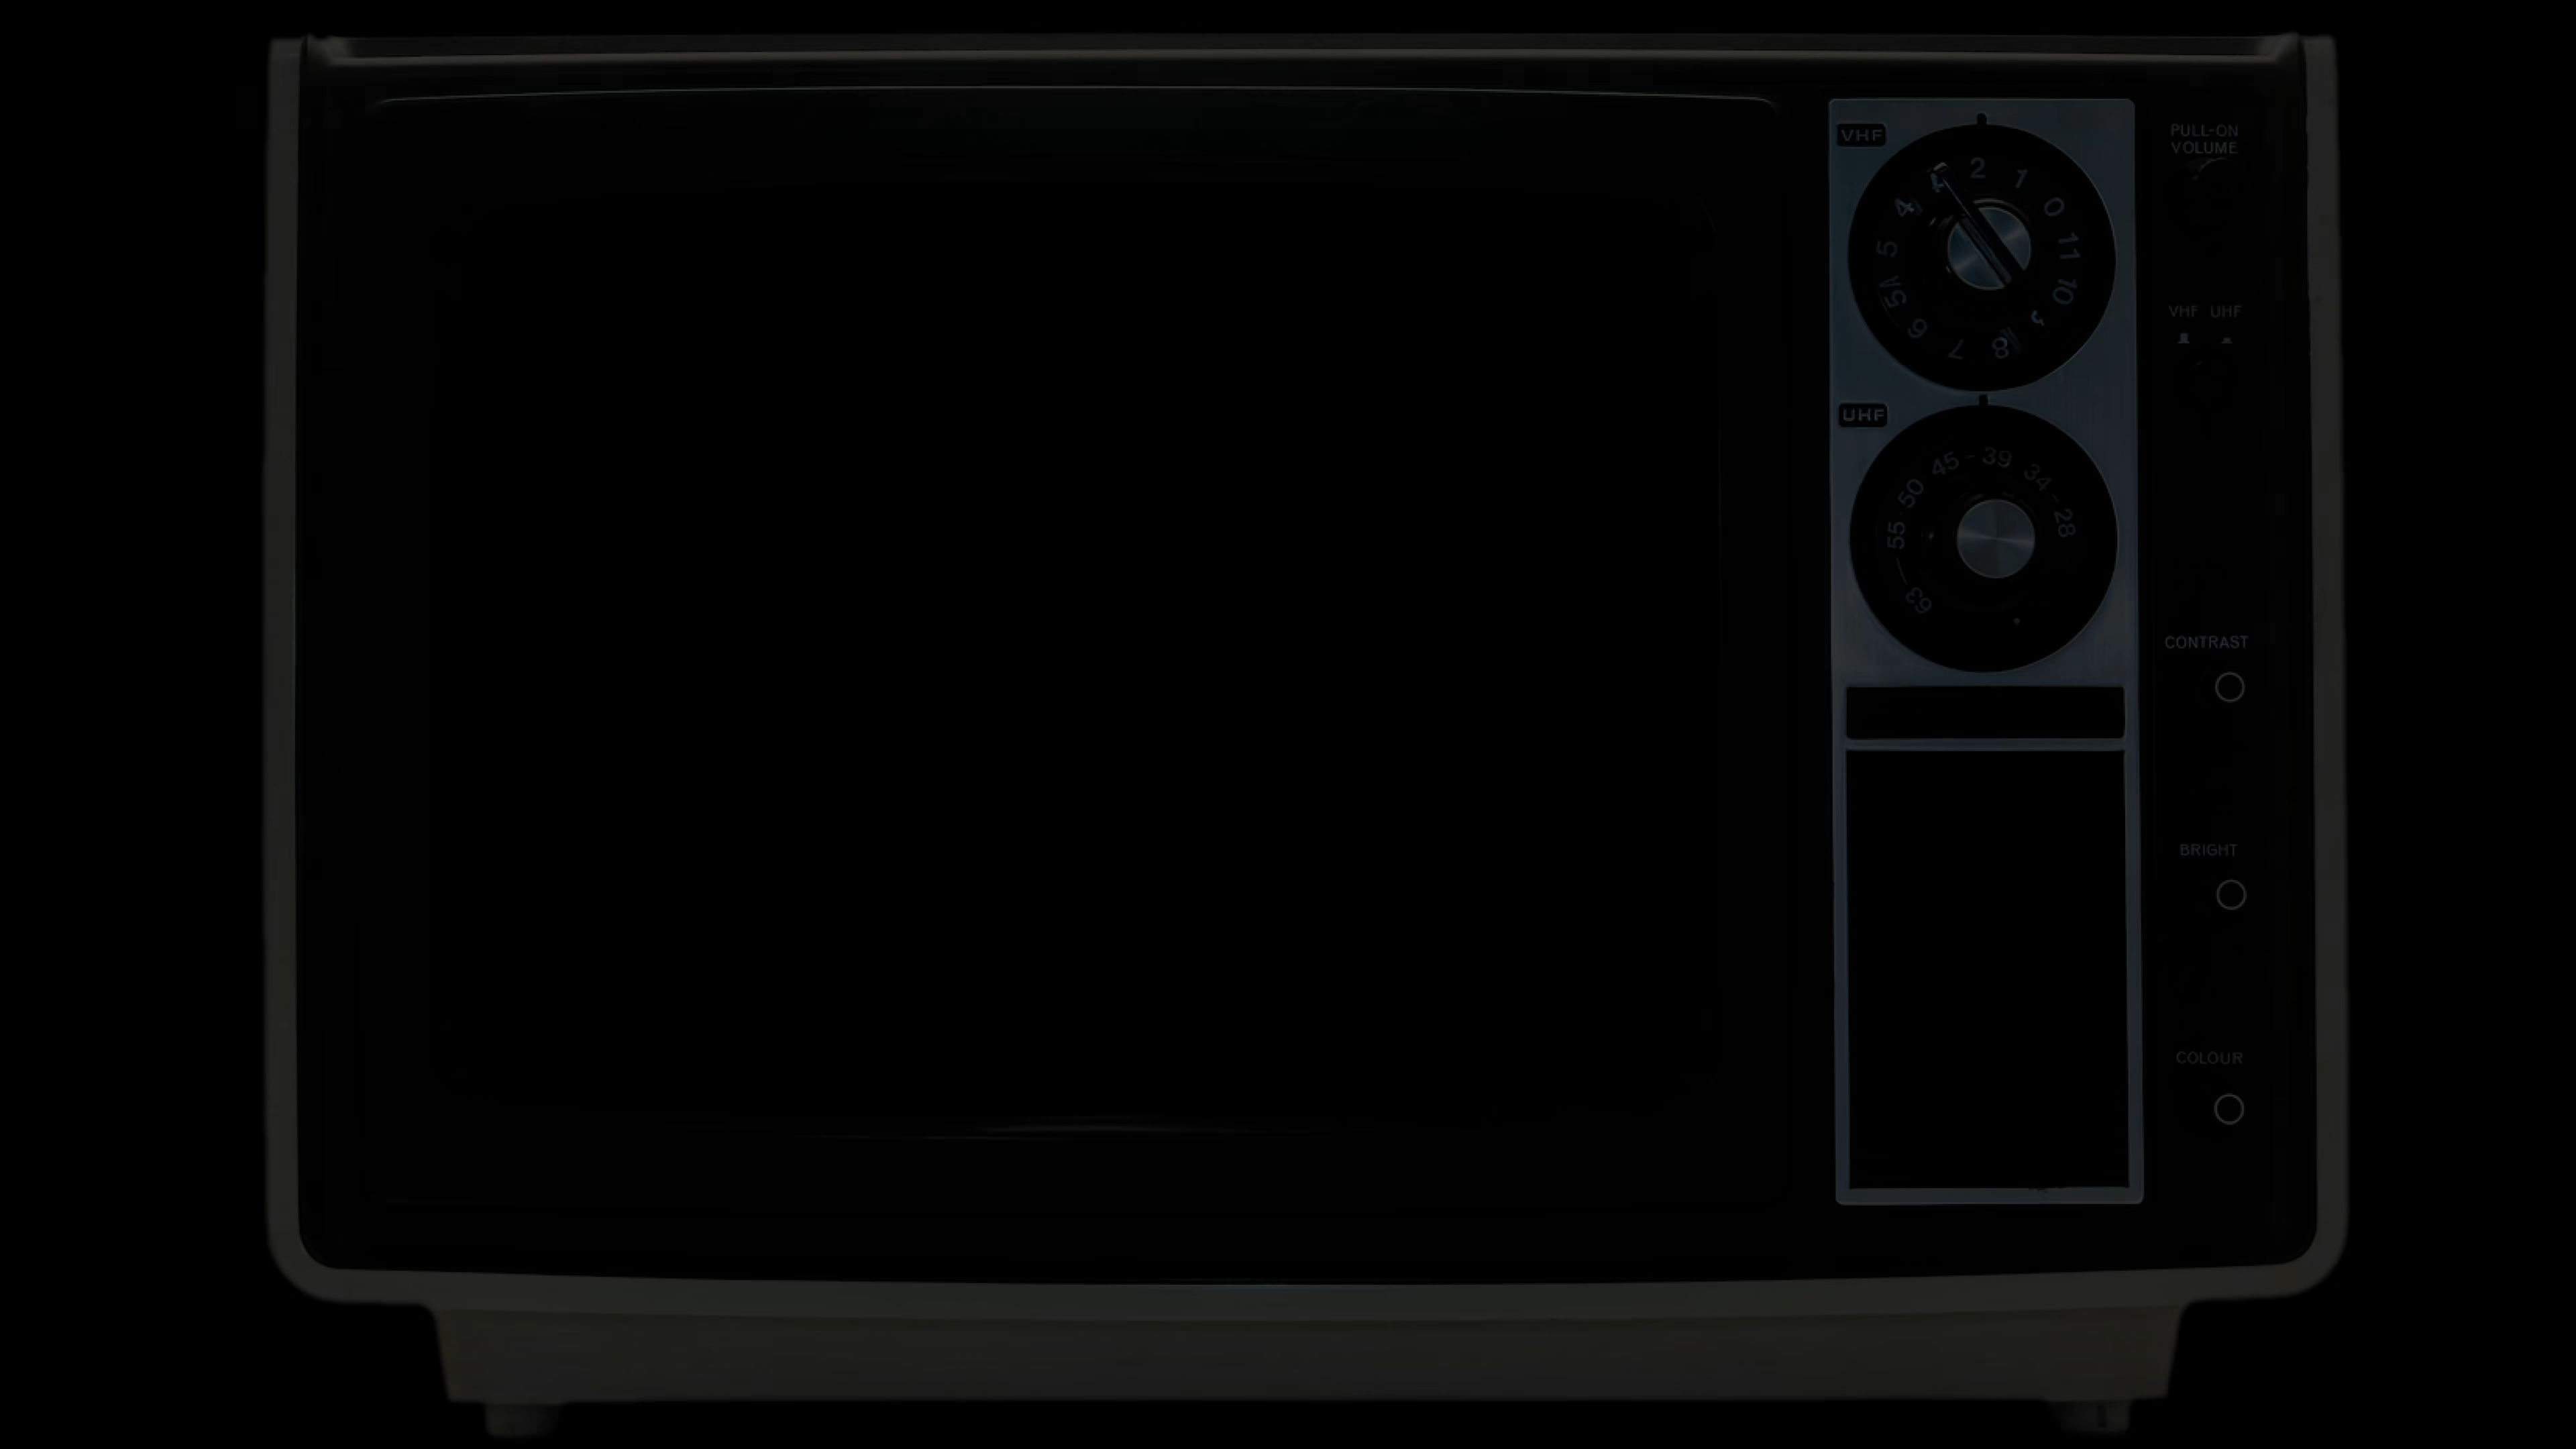 VHF
2 1 0 11 10 8 7 6 5A 5 4
UHF
63 55 50 45 - 39 34 - 28
PULL-ON
VOLUME
VHF UHF
CONTRAST
BRIGHT
COLOUR